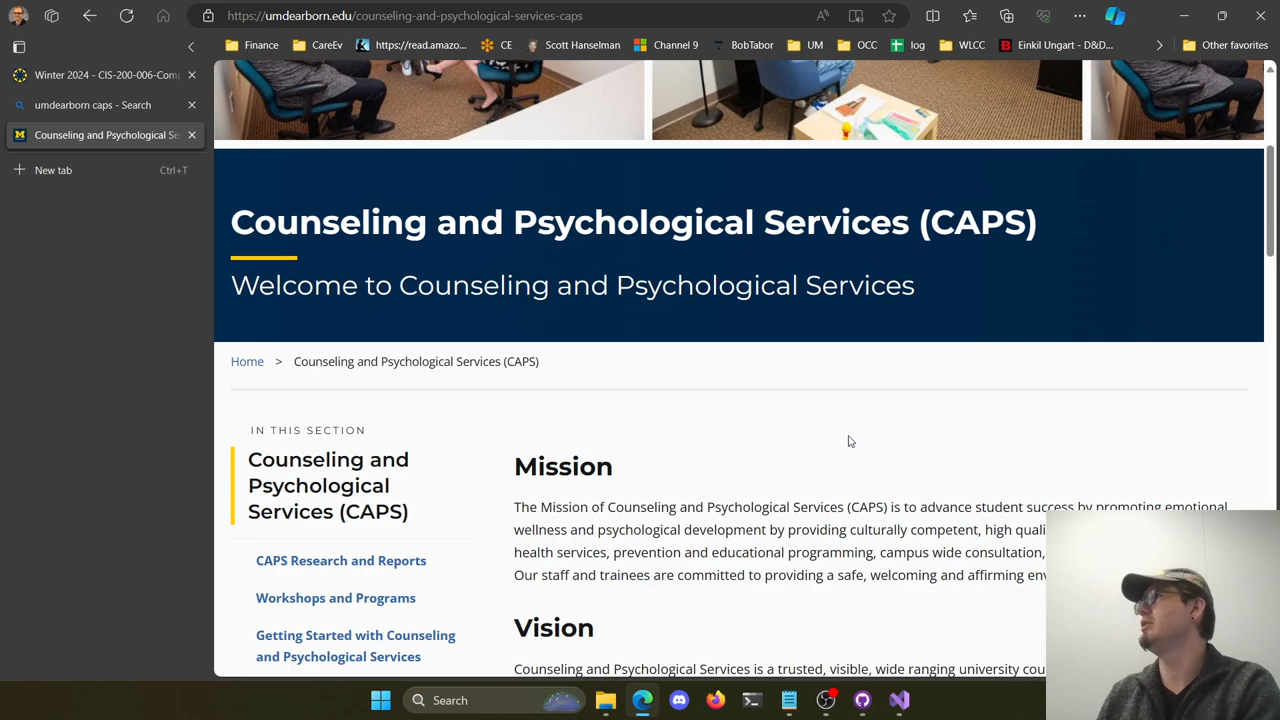 https://umdearborn.edu/counseling-and-psychological-services-caps
Finance
CareEv
https://read.amazo...
CE
Scott Hanselman
Channel 9
BobTabor
UM
OCC
log
WLCC
Einkil Ungart - D&D...
Other favorites
Winter 2024 - CIS-200-006-Comp
umdearborn caps - Search
Counseling and Psychological Se
New tab
Ctrl+T
Counseling and Psychological Services (CAPS)
Welcome to Counseling and Psychological Services
Home > Counseling and Psychological Services (CAPS)
IN THIS SECTION
Counseling and
Psychological
Services (CAPS)
CAPS Research and Reports
Workshops and Programs
Getting Started with Counseling
and Psychological Services
Mission
The Mission of Counseling and Psychological Services (CAPS) is to advance student success by promoting emotional
wellness and psychological development by providing culturally competent, high quali
health services, prevention and educational programming, campus wide consultation,
Our staff and trainees are committed to providing a safe, welcoming and affirming env
Vision
Counseling and Psychological Services is a trusted, visible, wide ranging university cou
Search